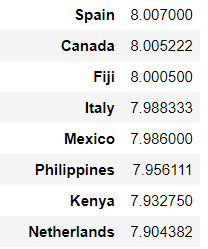 Spain 8.007000
Canada 8.005222
Fiji 8.000500
Italy 7.988333
Mexico 7.986000
Philippines 7.956111
Kenya 7.932750
Netherlands 7.904382